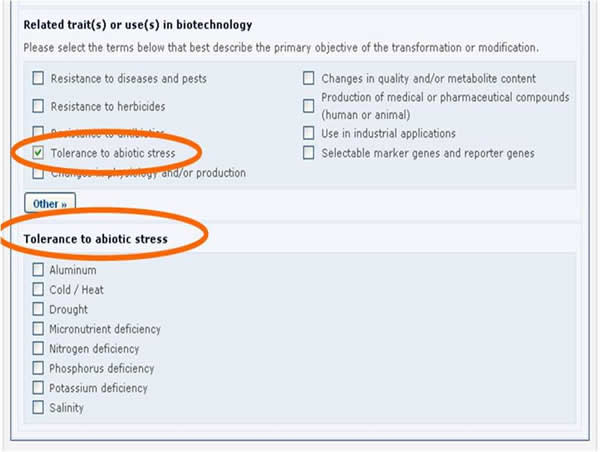 Related trait(s) or use(s) in biotechnology
Please select the terms below that best describe the primary objective of the transformation or modification.
Resistance to diseases and pests
Resistance to herbicides
Resistance to antibiotics
Tolerance to abiotic stress
Changes in physiology and/or production
Changes in quality and/or metabolite content
Production of medical or pharmaceutical compounds
(human or animal)
Use in industrial applications
Selectable marker genes and reporter genes
Other »
Tolerance to abiotic stress
Aluminum
Cold / Heat
Drought
Micronutrient deficiency
Nitrogen deficiency
Phosphorus deficiency
Potassium deficiency
Salinity